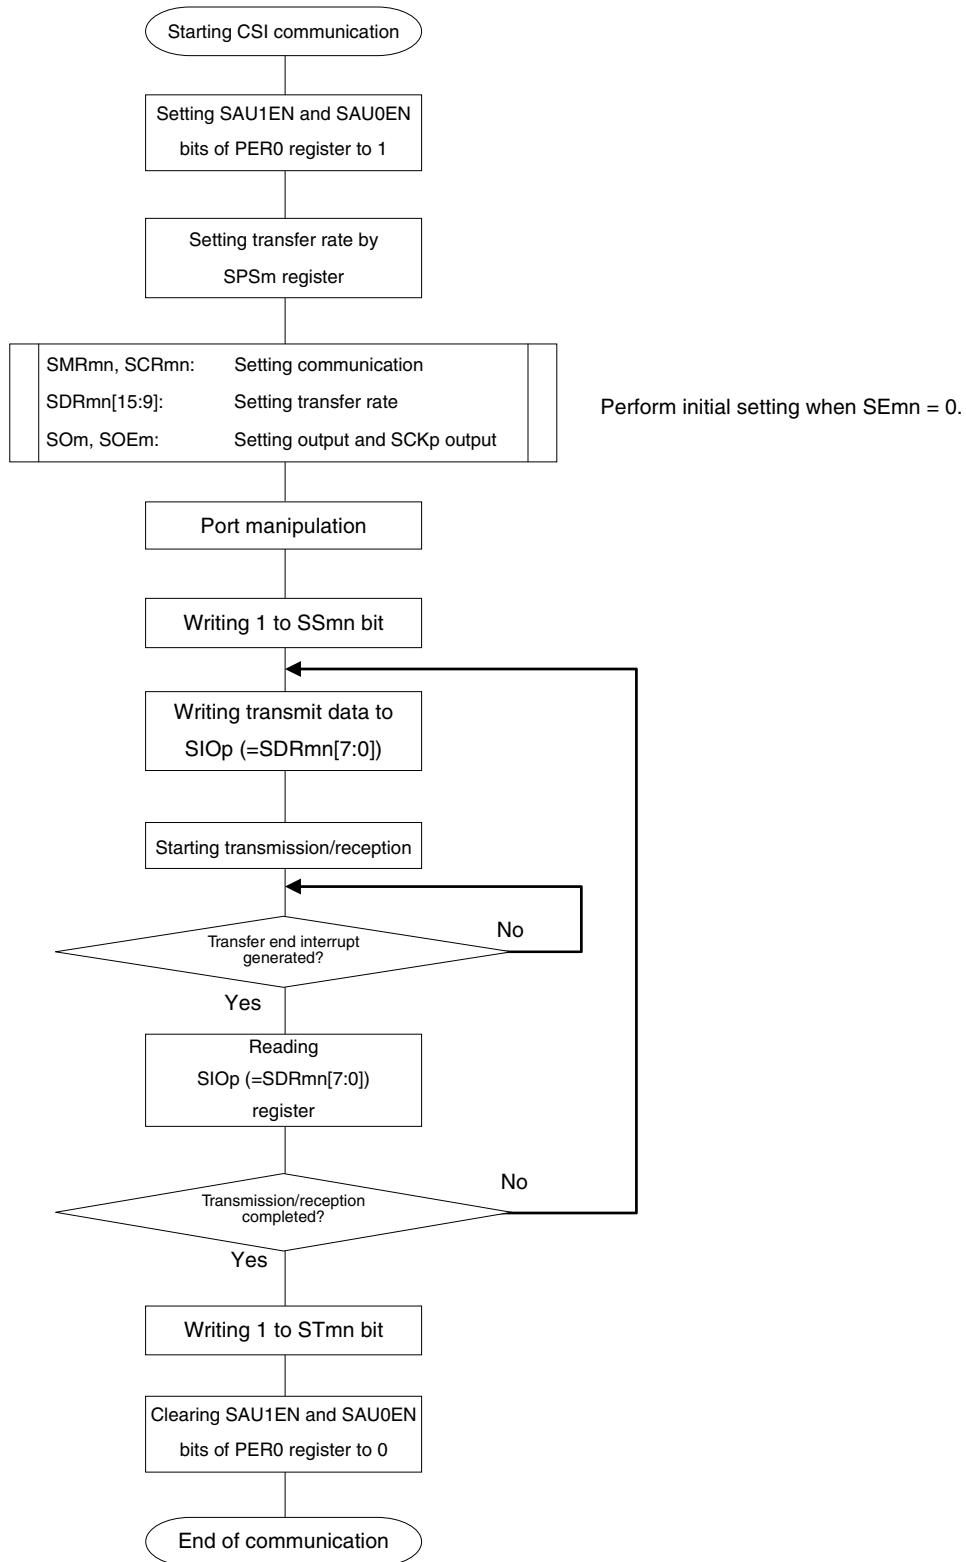 Starting CSI communication
Setting SAU1EN and SAU0EN
bits of PER0 register to 1
Setting transfer rate by
SPSm register
SMRmn, SCRmn: Setting communication
SDRmn[15:9]: Setting transfer rate
SOm, SOEm: Setting output and SCKp output
Perform initial setting when SEmn = 0.
Port manipulation
Writing 1 to SSmn bit
Writing transmit data to
SIOp (=SDRmn[7:0])
Starting transmission/reception
Transfer end interrupt
generated?
No
Yes
Reading
SIOp (=SDRmn[7:0])
register
Transmission/reception
completed?
No
Yes
Writing 1 to STmn bit
Clearing SAU1EN and SAU0EN
bits of PER0 register to 0
End of communication